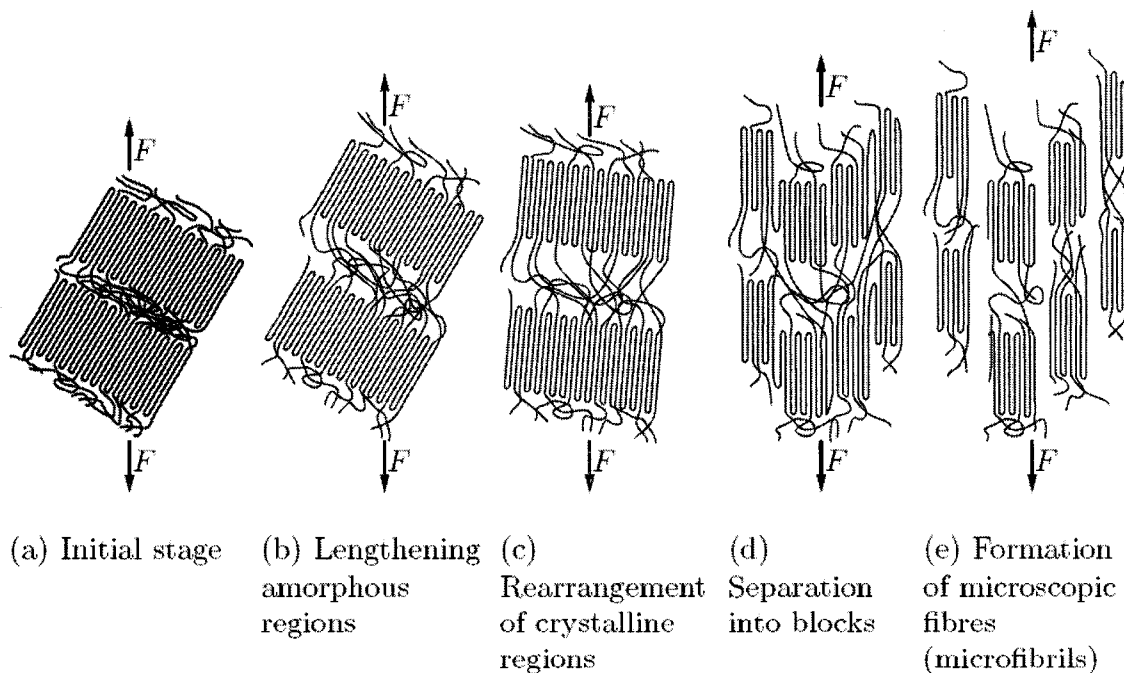 F
F
F
F
F
F
F
F
F
F
(a) Initial stage
(b) Lengthening
amorphous
regions
(c)
Rearrangement
of crystalline
regions
(d)
Separation
into blocks
(e) Formation
of microscopic
fibres
(microfibrils)